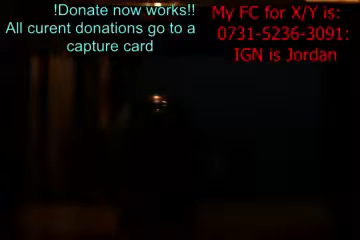 !Donate now works!!
All curent donations go to a
capture card
My FC for X/Y is:
0731-5236-3091:
IGN is Jordan